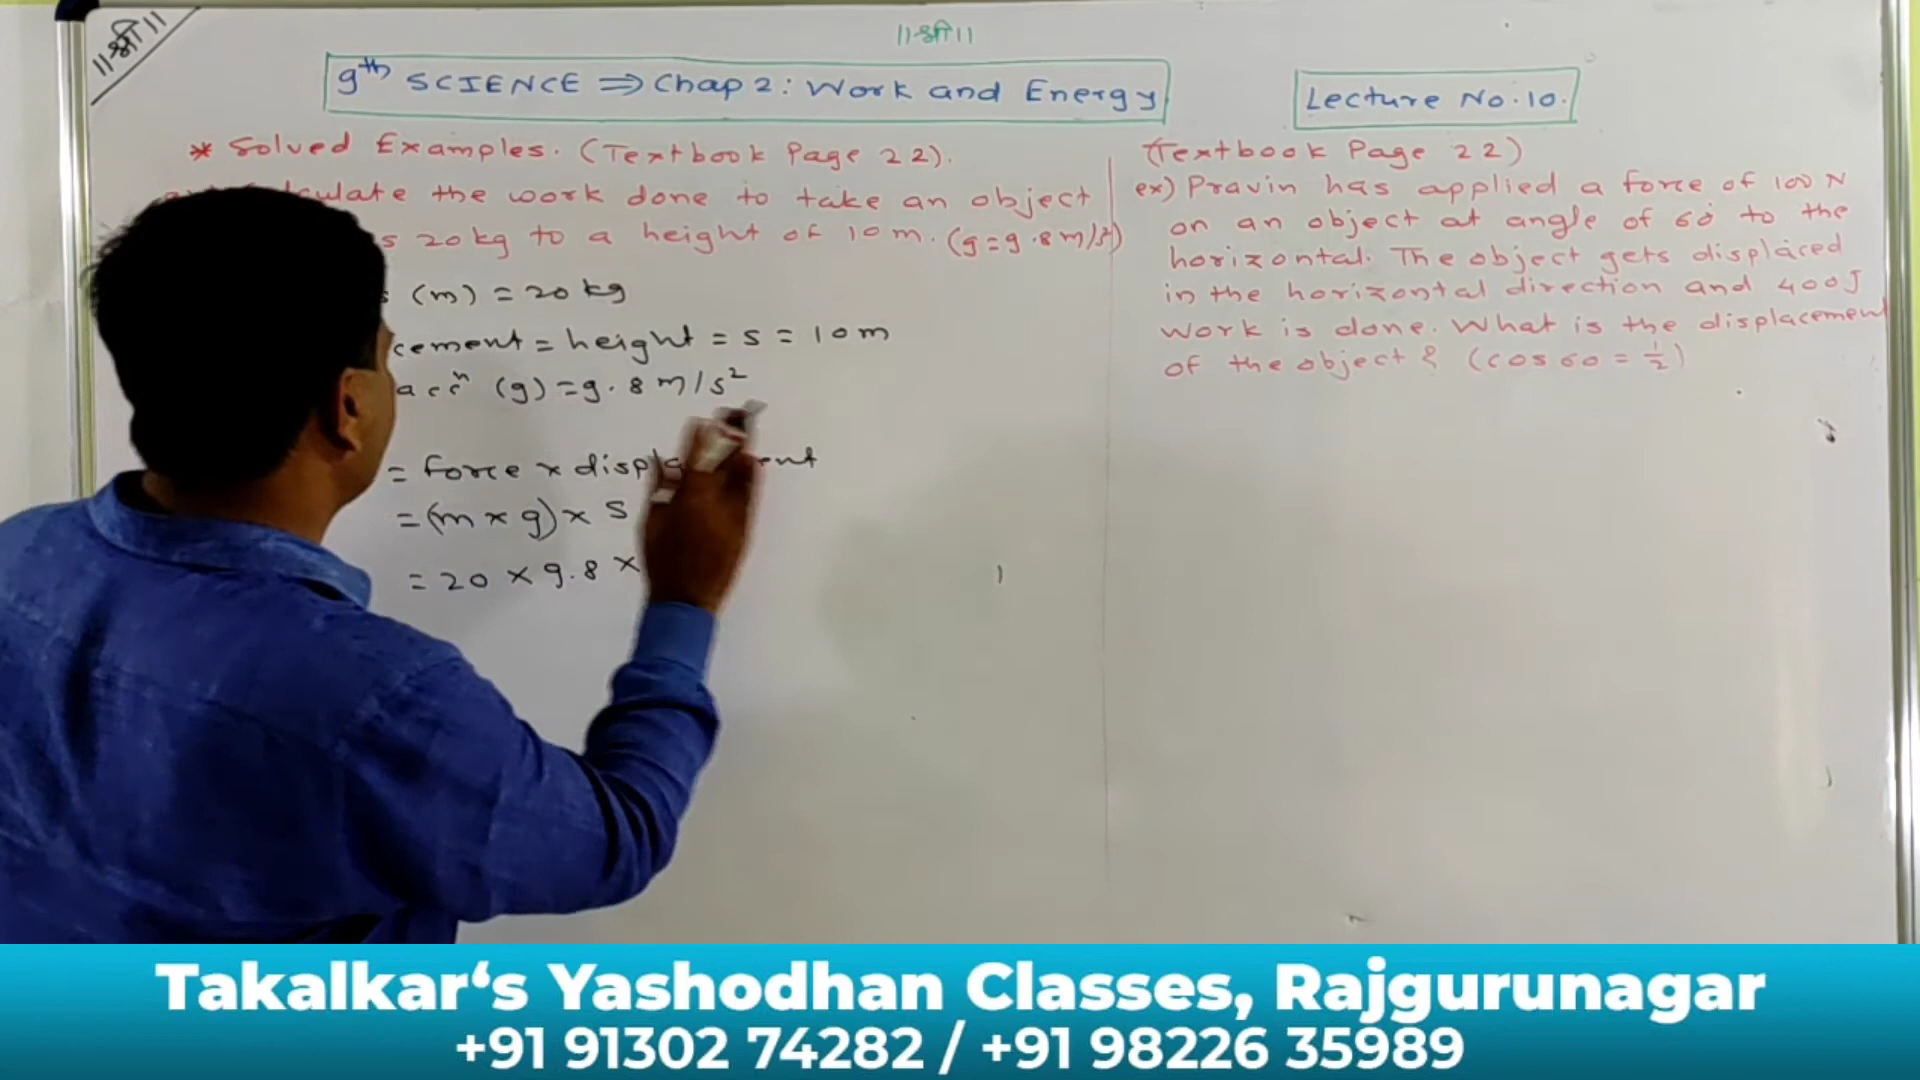 ॥श्री॥
॥श्री॥
9th SCIENCE ⇒ Chap 2: Work and Energy
Lecture No. 10.
* Solved Examples. (Textbook Page 22).
the work done to take an object
20 kg to a height of 10 m. (g = 9.8 m/s²)
(m) = 20 kg
= height = s = 10 m
accⁿ (g) = 9.8 m/s²
= force x
= (m x g) x s
= 20 x 9.8 x
(Textbook Page 22)
ex) Pravin has applied a force of 100 N
on an object at angle of 60° to the
horizontal. The object gets displaced
in the horizontal direction and 400J
work is done. What is the displacement
of the object ? (cos 60 = 1/2)
Takalkar‘s Yashodhan Classes, Rajgurunagar
+91 91302 74282 / +91 98226 35989